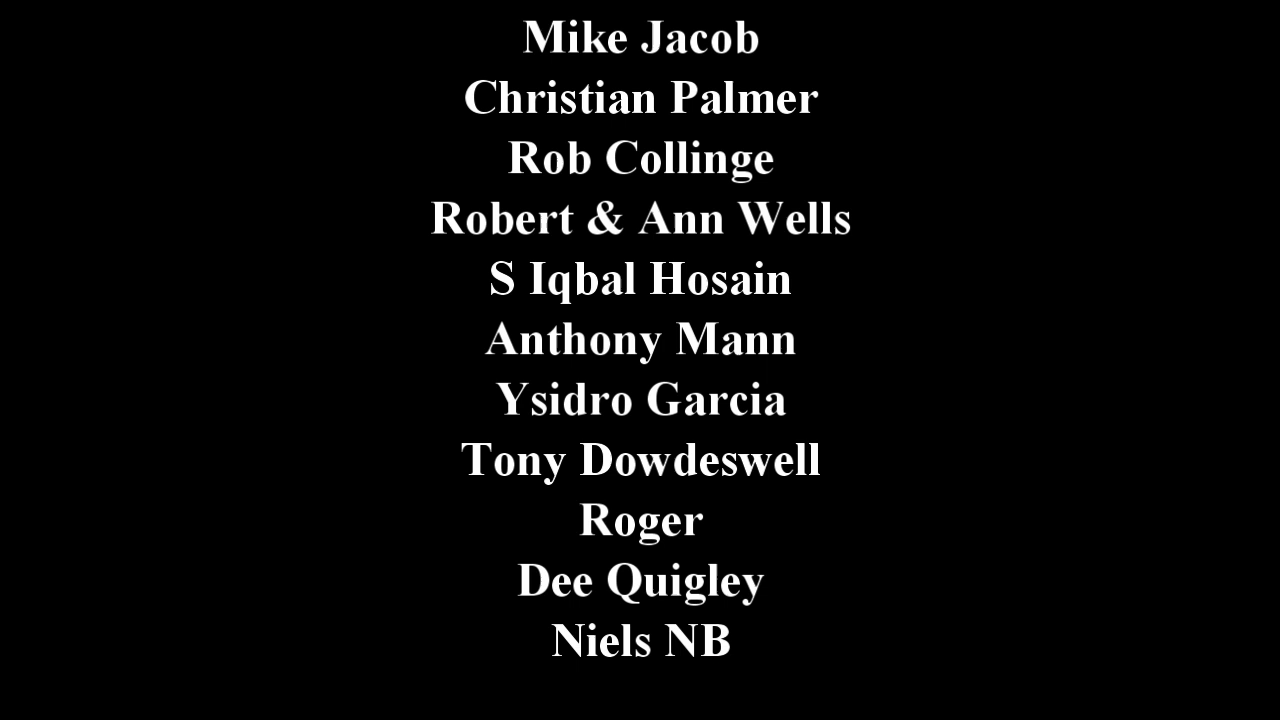 Mike Jacob
Christian Palmer
Rob Collinge
Robert & Ann Wells
S Iqbal Hosain
Anthony Mann
Ysidro Garcia
Tony Dowdeswell
Roger
Dee Quigley
Niels NB